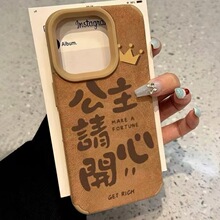 Instagram
Album
公主
MAKE A
FORTUNE
請
開心
GET RICH